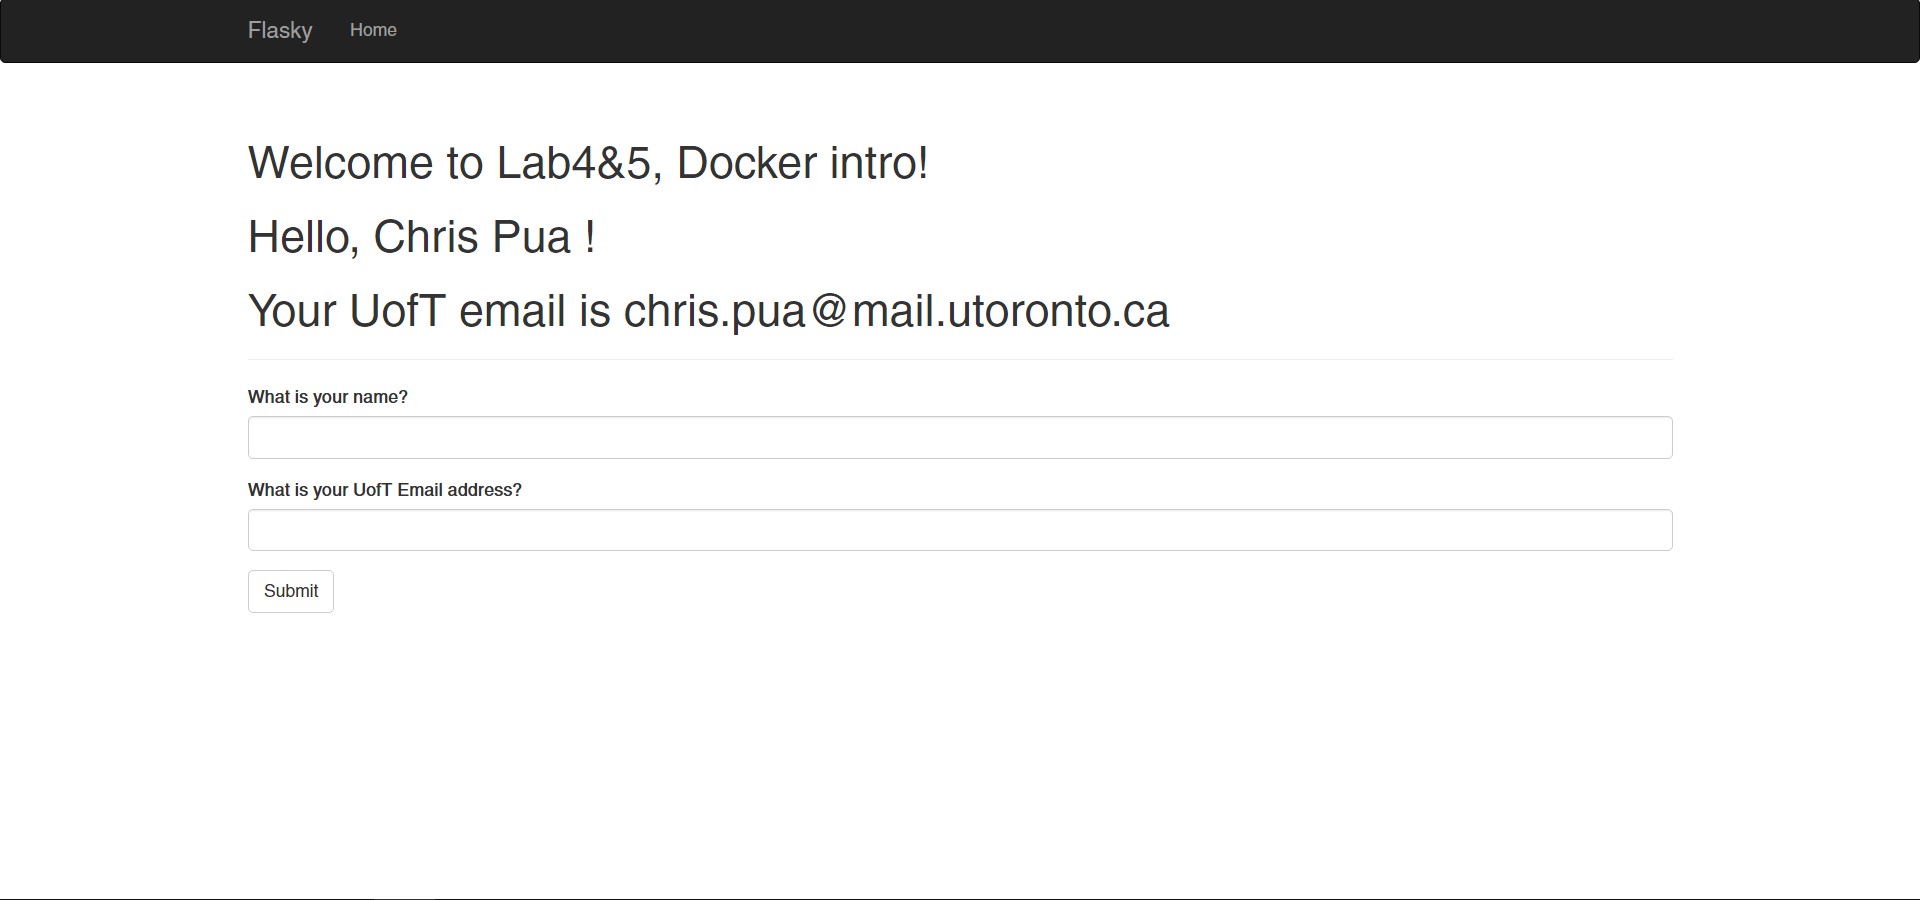 Flasky Home
Welcome to Lab4&5, Docker intro!
Hello, Chris Pua !
Your UofT email is chris.pua@mail.utoronto.ca
What is your name?
What is your UofT Email address?
Submit